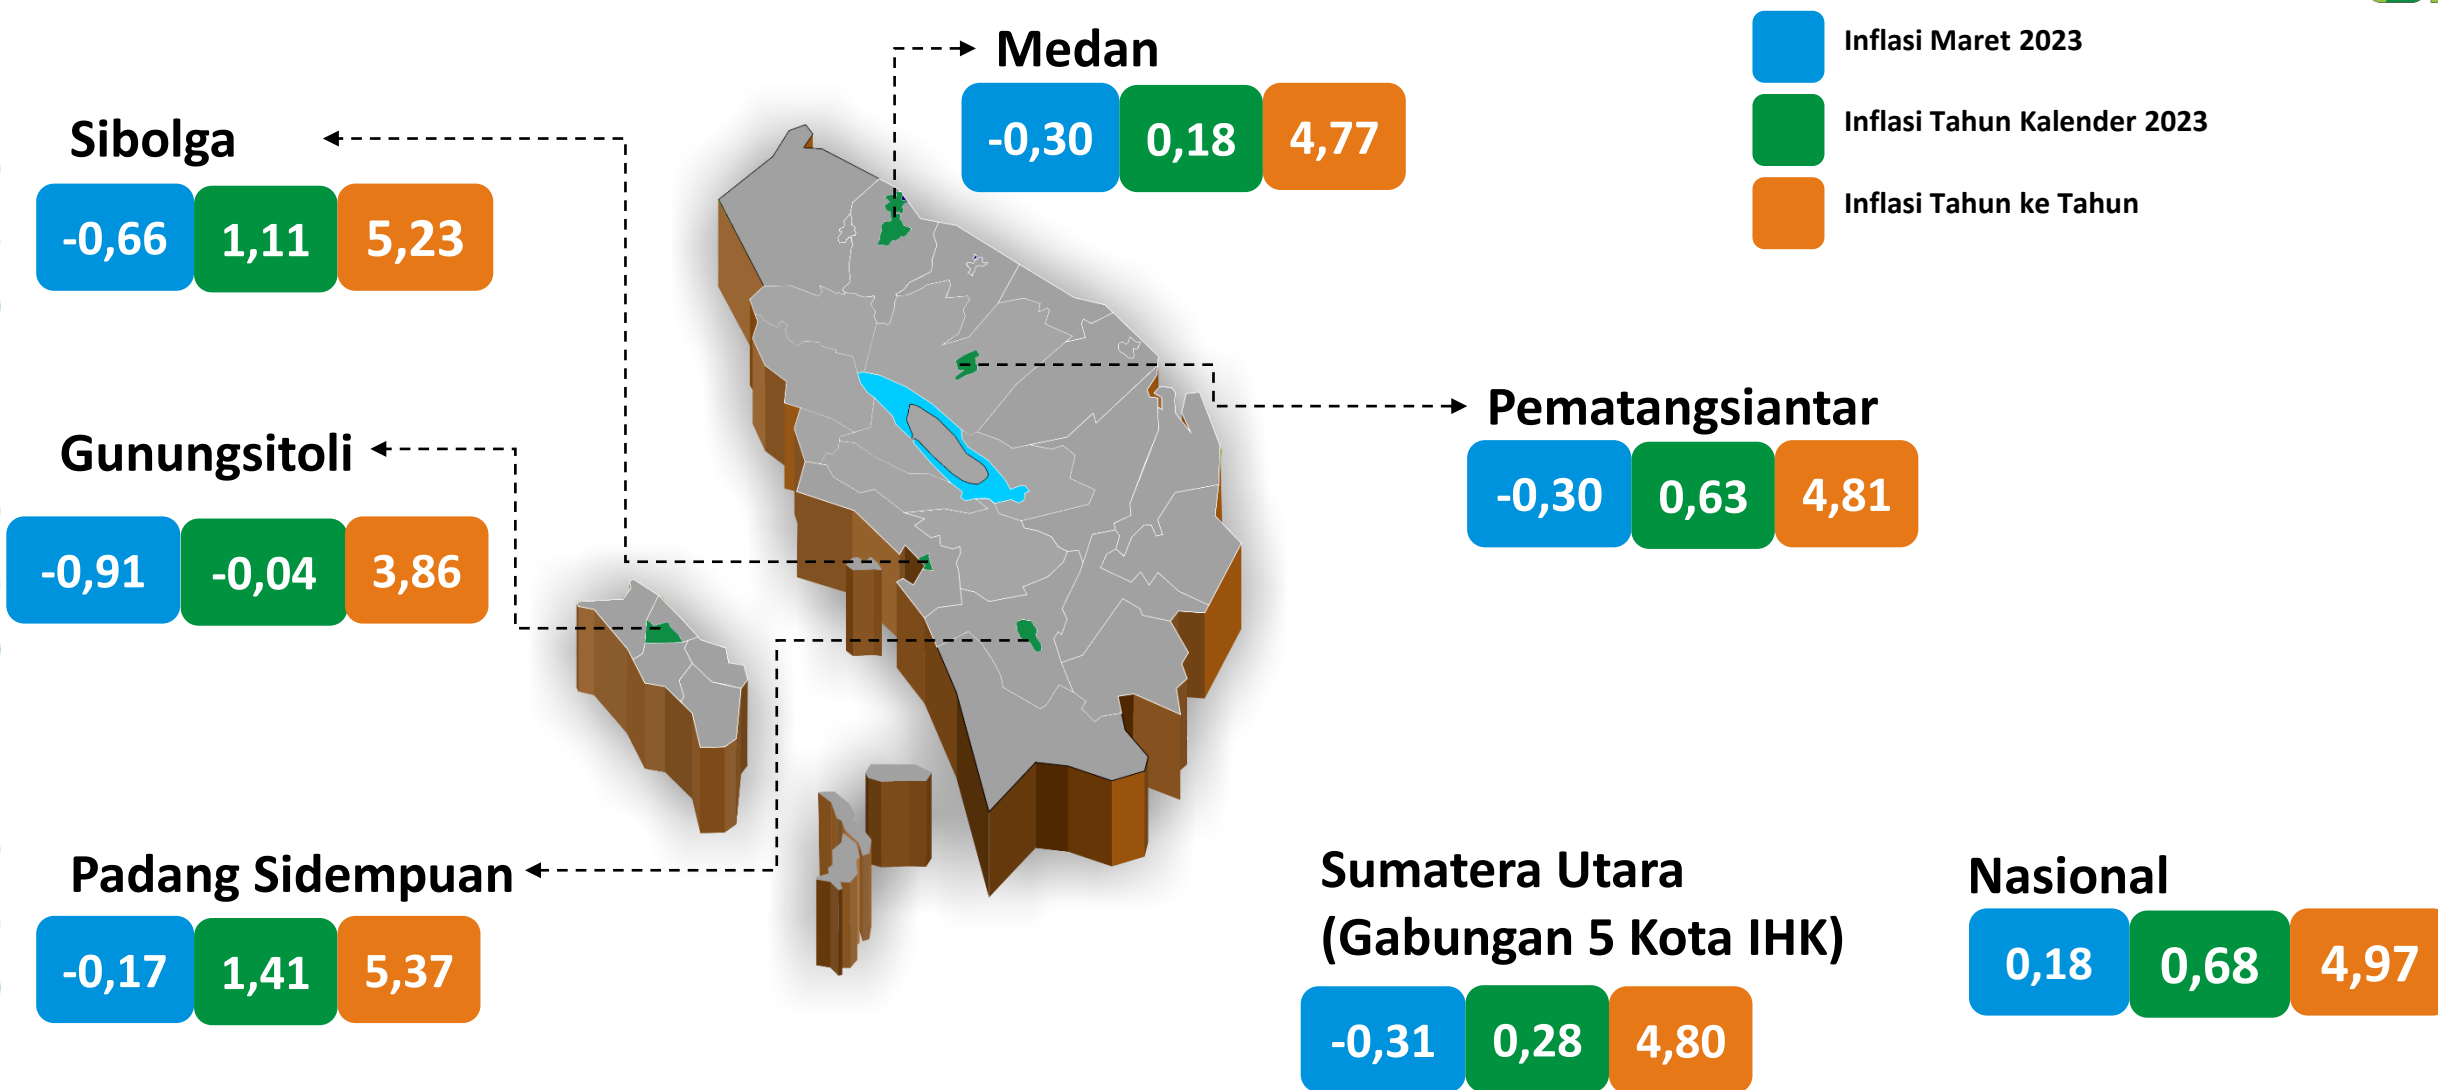 Medan
-0,30 0,18 4,77
Inflasi Maret 2023
Inflasi Tahun Kalender 2023
Inflasi Tahun ke Tahun
Sibolga
-0,66 1,11 5,23
Pematangsiantar
-0,30 0,63 4,81
Gunungsitoli
-0,91 -0,04 3,86
Padang Sidempuan
-0,17 1,41 5,37
Sumatera Utara
(Gabungan 5 Kota IHK)
-0,31 0,28 4,80
Nasional
0,18 0,68 4,97